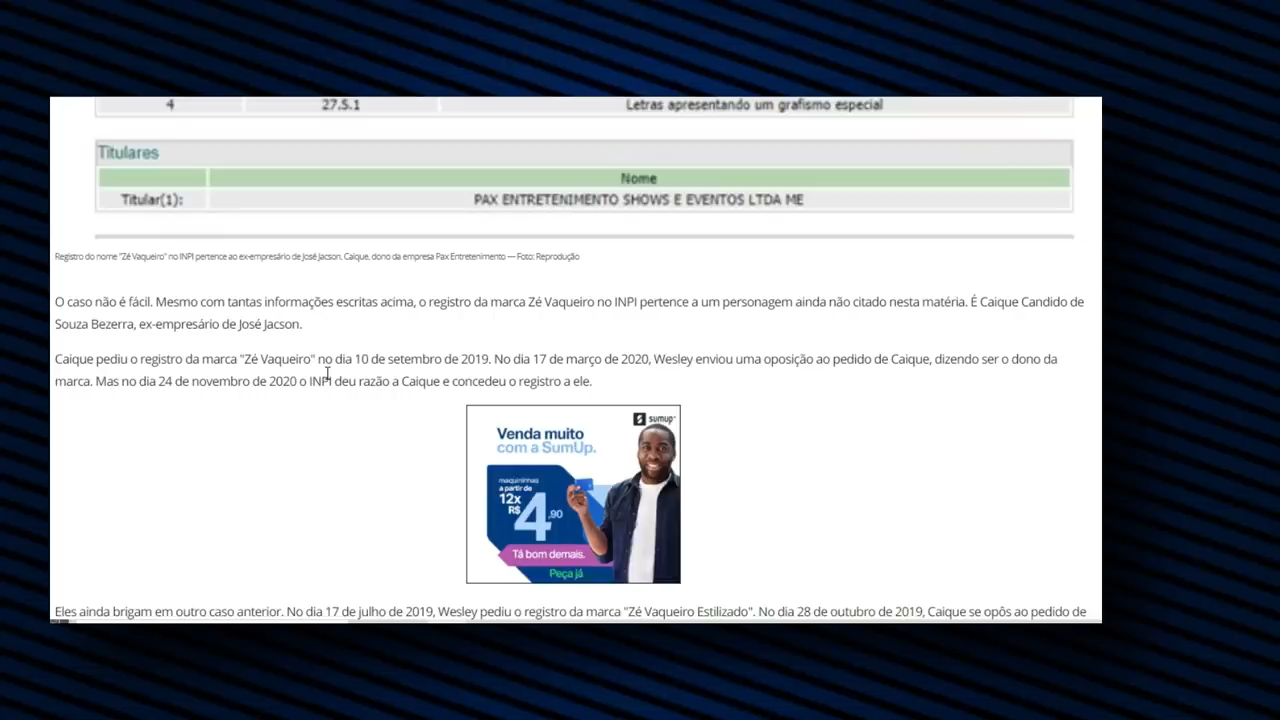 4 27.5.1 Letras apresentando um grafismo especial
Titulares
Nome
Titular(1): PAX ENTRETENIMENTO SHOWS E EVENTOS LTDA ME
Registro do nome "Zé Vaqueiro" no INPI pertence ao ex-empresário de José Jacson, Caique, dono da empresa Pax Entretenimento — Foto: Reprodução
O caso não é fácil. Mesmo com tantas informações escritas acima, o registro da marca Zé Vaqueiro no INPI pertence a um personagem ainda não citado nesta matéria. É Caique Candido de
Souza Bezerra, ex-empresário de José Jacson.
Caique pediu o registro da marca "Zé Vaqueiro" no dia 10 de setembro de 2019. No dia 17 de março de 2020, Wesley enviou uma oposição ao pedido de Caique, dizendo ser o dono da
marca. Mas no dia 24 de novembro de 2020 o INPI deu razão a Caique e concedeu o registro a ele.
sumup
Venda muito
com a SumUp.
maquininhas
a partir de
12x
R$ 4,90
Tá bom demais.
Peça já
Eles ainda brigam em outro caso anterior. No dia 17 de julho de 2019, Wesley pediu o registro da marca "Zé Vaqueiro Estilizado". No dia 28 de outubro de 2019, Caique se opôs ao pedido de